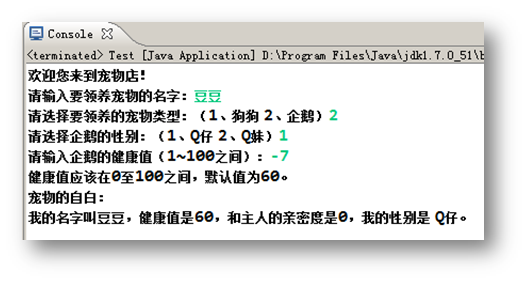 Console
<terminated> Test [Java Application] D:\Program Files\Java\jdk1.7.0_51\b
欢迎您来到宠物店!
请输入要领养宠物的名字：豆豆
请选择要领养的宠物类型：（1、狗狗 2、企鹅）2
请选择企鹅的性别：（1、Q仔 2、Q妹）1
请输入企鹅的健康值（1~100之间）：-7
健康值应该在0至100之间，默认值为60。
宠物的自白：
我的名字叫豆豆，健康值是60，和主人的亲密度是0，我的性别是 Q仔。